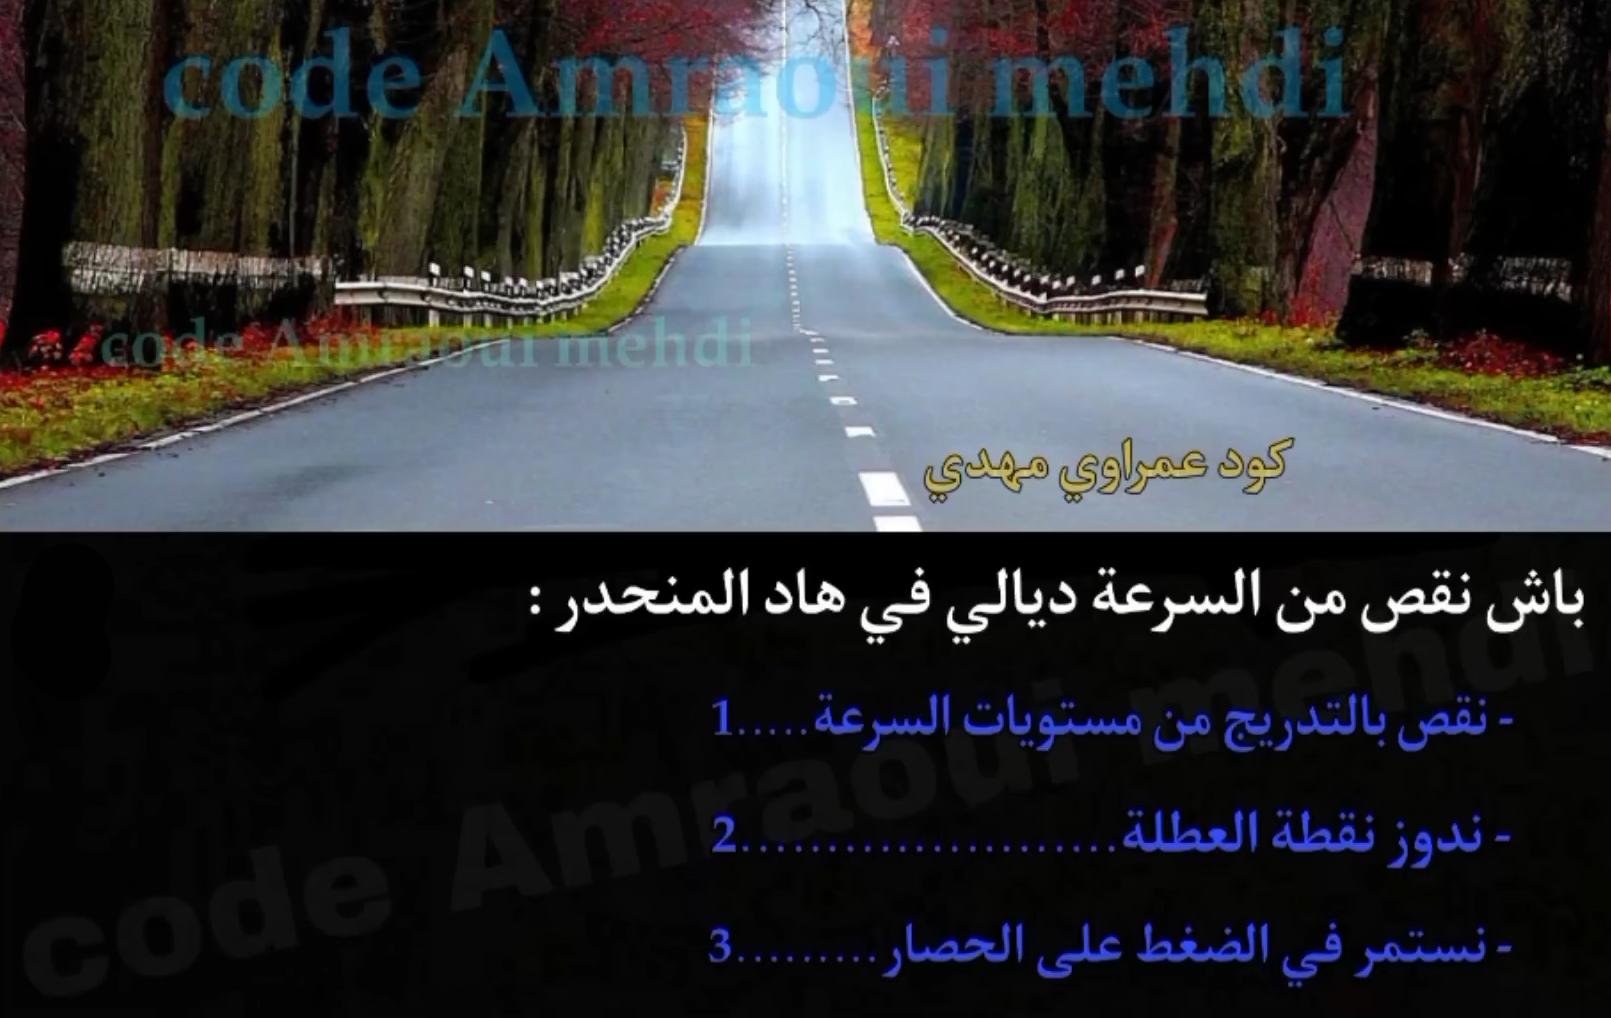 code Amraoui mehdi
code Amraoui mehdi
كود عمراوي مهدي
باش نقص من السرعة ديالي في هاد المنحدر :
- نقص بالتدريج من مستويات السرعة.....1
- ندوز نقطة العطلة......................2
- نستمر في الضغط على الحصار.........3
code Amraoui mehdi